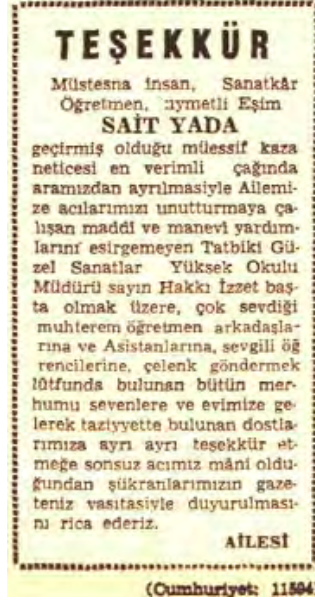 TEŞEKKÜR
Müstesna insan, Sanatkâr
Öğretmen, ıymetli Eşim
SAİT YADA
geçirmiş olduğu müessif kaza
neticesi en verimli çağında
aramızdan ayrılmasiyle Ailemi-
ze acılarımızı unutturmaya ça-
lışan maddî ve manevî yardım-
larını esirgemeyen Tatbiki Gü-
zel Sanatlar Yüksek Okulu
Müdürü sayın Hakkı İzzet baş-
ta olmak üzere, çok sevdiği
muhterem öğretmen arkadaşla-
rına ve Asistanlarına, sevgili öğ
rencilerine, çelenk göndermek
lûtfunda bulunan bütün mer-
humu sevenlere ve evimize ge-
lerek taziyyette bulunan dostla-
rımıza ayrı ayrı teşekkür et-
meğe sonsuz acımız mâni oldu-
ğundan şükranlarımızın gaze-
teniz vasıtasiyle duyurulması-
nı rica ederiz.
AİLESİ
(Cumhuriyet: 11594